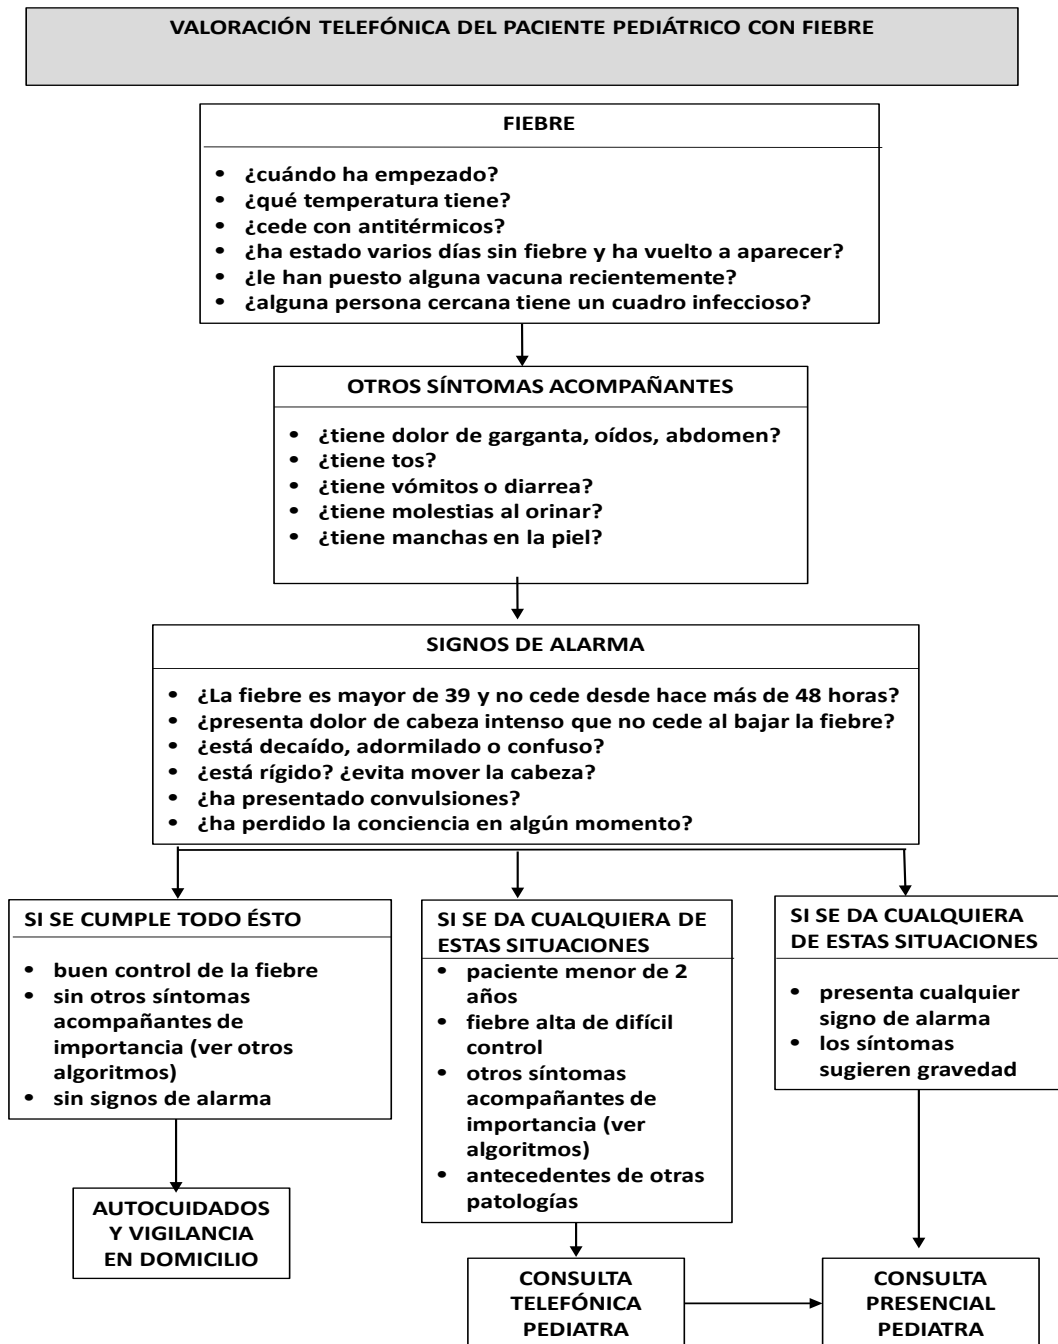 VALORACIÓN TELEFÓNICA DEL PACIENTE PEDIÁTRICO CON FIEBRE
FIEBRE
• ¿cuándo ha empezado?
• ¿qué temperatura tiene?
• ¿cede con antitérmicos?
• ¿ha estado varios días sin fiebre y ha vuelto a aparecer?
• ¿le han puesto alguna vacuna recientemente?
• ¿alguna persona cercana tiene un cuadro infeccioso?
OTROS SÍNTOMAS ACOMPAÑANTES
• ¿tiene dolor de garganta, oídos, abdomen?
• ¿tiene tos?
• ¿tiene vómitos o diarrea?
• ¿tiene molestias al orinar?
• ¿tiene manchas en la piel?
SIGNOS DE ALARMA
• ¿La fiebre es mayor de 39 y no cede desde hace más de 48 horas?
• ¿presenta dolor de cabeza intenso que no cede al bajar la fiebre?
• ¿está decaído, adormilado o confuso?
• ¿está rígido? ¿evita mover la cabeza?
• ¿ha presentado convulsiones?
• ¿ha perdido la conciencia en algún momento?
SI SE CUMPLE TODO ÉSTO
• buen control de la fiebre
• sin otros síntomas
acompañantes de
importancia (ver otros
algoritmos)
• sin signos de alarma
AUTOCUIDADOS
Y VIGILANCIA
EN DOMICILIO
SI SE DA CUALQUIERA DE
ESTAS SITUACIONES
• paciente menor de 2
años
• fiebre alta de difícil
control
• otros síntomas
acompañantes de
importancia (ver
algoritmos)
• antecedentes de otras
patologías
CONSULTA
TELEFÓNICA
PEDIATRA
SI SE DA CUALQUIERA
DE ESTAS SITUACIONES
• presenta cualquier
signo de alarma
• los síntomas
sugieren gravedad
CONSULTA
PRESENCIAL
PEDIATRA